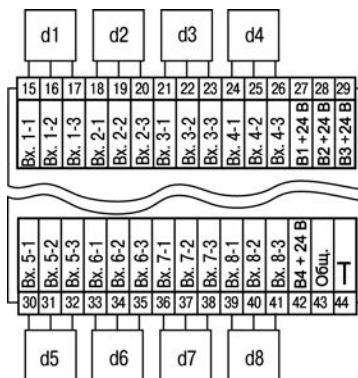 d1 d2 d3 d4
15 16 17 18 19 20 21 22 23 24 25 26 27 28 29
Вх. 1-1
Вх. 1-2
Вх. 1-3
Вх. 2-1
Вх. 2-2
Вх. 2-3
Вх. 3-1
Вх. 3-2
Вх. 3-3
Вх. 4-1
Вх. 4-2
Вх. 4-3
В1 +24 В
В2 +24 В
В3 +24 В
Вх. 5-1
Вх. 5-2
Вх. 5-3
Вх. 6-1
Вх. 6-2
Вх. 6-3
Вх. 7-1
Вх. 7-2
Вх. 7-3
Вх. 8-1
Вх. 8-2
Вх. 8-3
В4 + 24 В
Общ.
30 31 32 33 34 35 36 37 38 39 40 41 42 43 44
d5 d6 d7 d8